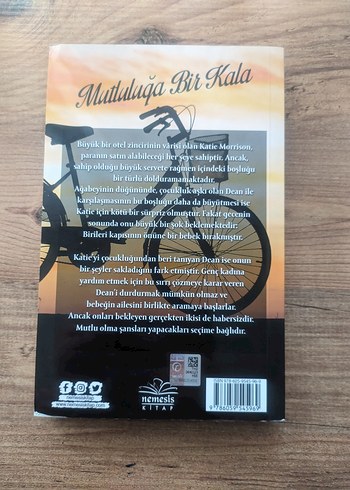 Mutluluğa Bir Kala
Büyük bir otel zincirinin vârisi olan Katie Morrison,
paranın satın alabileceği her şeye sahiptir. Ancak,
sahip olduğu büyük servete rağmen içindeki boşluğu
bir türlü dolduramamaktadır.
Ağabeyinin düğününde, çocukluk aşkı olan Dean ile
karşılaşmasının bu boşluğu daha da büyütmesi ise
Katie için kötü bir sürpriz olmuştur. Fakat gecenin
sonunda onu büyük bir şok beklemektedir:
Birileri kapısının önüne bir bebek bırakmıştır.
Katie'yi çocukluğundan beri tanıyan Dean ise onun
bir şeyler sakladığını fark etmiştir. Genç kadına
yardım etmek için bu sırrı çözmeye karar veren
Dean'i durdurmak mümkün olmaz ve
bebeğin ailesini birlikte aramaya başlarlar.
Ancak onları bekleyen gerçekten ikisi de habersizdir.
Mutlu olma şansları yapacakları seçime bağlıdır.
nemesis
KİTAP
9 786059 545969